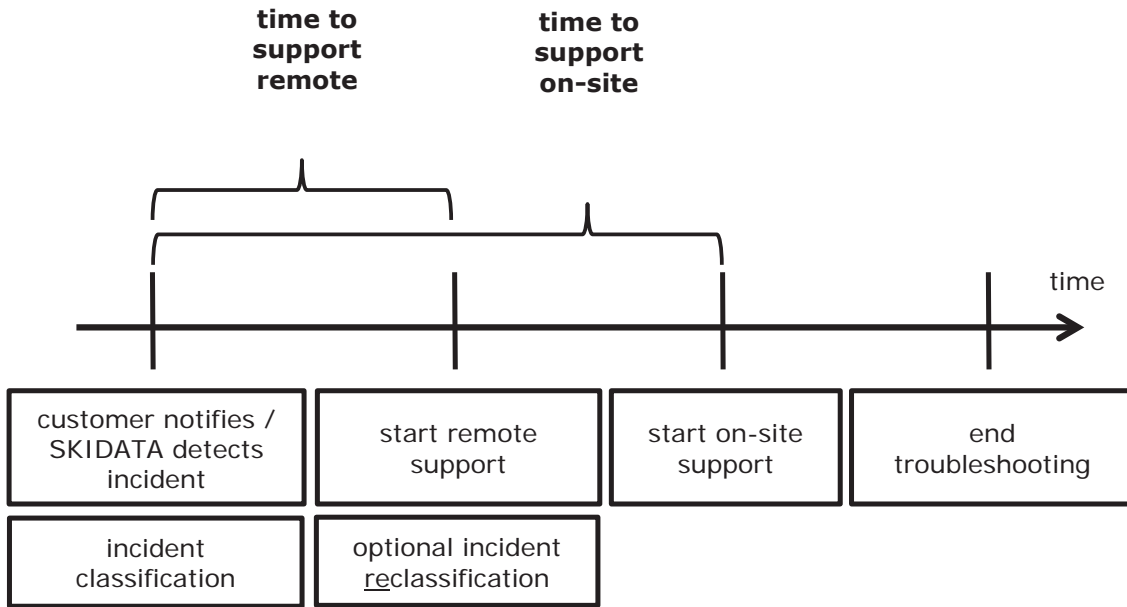 time to
support
remote
time to
support
on-site
time
customer notifies /
SKIDATA detects
incident
start remote
support
start on-site
support
end
troubleshooting
incident
classification
optional incident
reclassification